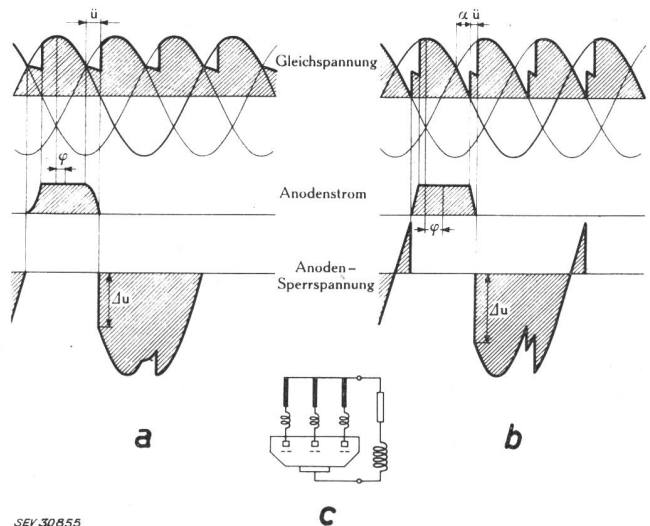 ü
α ü
Gleichspannung
φ
Anodenstrom
φ
Anoden-
Sperrspannung
Δu
Δu
a
b
c
SEV 30855